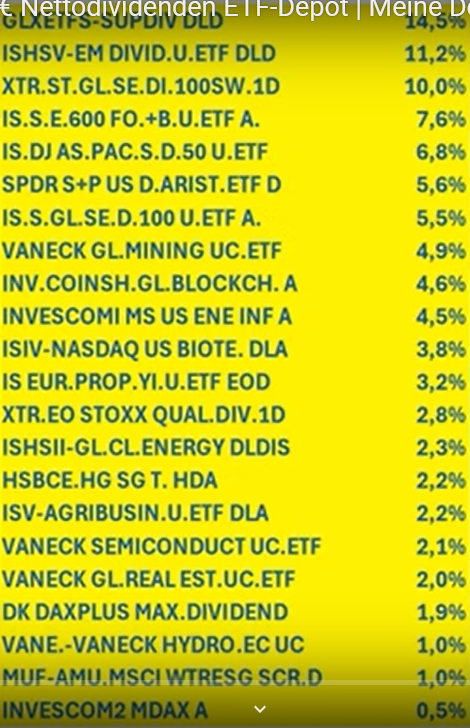 € Nettodividenden ETF-Depot | Meine D
GLXETFS-SUPDIV DLD 14,5%
ISHSV-EM DIVID.U.ETF DLD 11,2%
XTR.ST.GL.SE.DI.100SW.1D 10,0%
IS.S.E.600 FO.+B.U.ETF A. 7,6%
IS.DJ AS.PAC.S.D.50 U.ETF 6,8%
SPDR S+P US D.ARIST.ETF D 5,6%
IS.S.GL.SE.D.100 U.ETF A. 5,5%
VANECK GL.MINING UC.ETF 4,9%
INV.COINSH.GL.BLOCKCH. A 4,6%
INVESCOMI MS US ENE INF A 4,5%
ISIV-NASDAQ US BIOTE. DLA 3,8%
IS EUR.PROP.YI.U.ETF EOD 3,2%
XTR.EO STOXX QUAL.DIV.1D 2,8%
ISHSII-GL.CL.ENERGY DLDIS 2,3%
HSBCE.HG SG T. HDA 2,2%
ISV-AGRIBUSIN.U.ETF DLA 2,2%
VANECK SEMICONDUCT UC.ETF 2,1%
VANECK GL.REAL EST.UC.ETF 2,0%
DK DAXPLUS MAX.DIVIDEND 1,9%
VANE.-VANECK HYDRO.EC UC 1,0%
MUF-AMU.MSCI WTRESG SCR.D 1,0%
INVESCOM2 MDAX A 0,5%